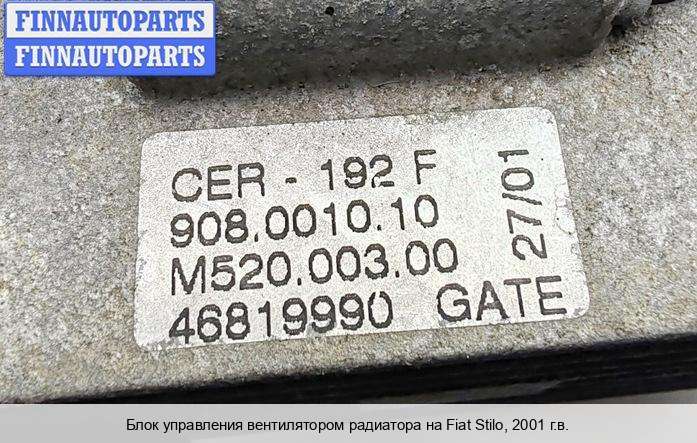 FINNAUTOPARTS
FINNAUTOPARTS
CER - 192 F
908.0010.10
M520.003.00
46819990 GATE
27/01
Блок управления вентилятором радиатора на Fiat Stilo, 2001 г.в.